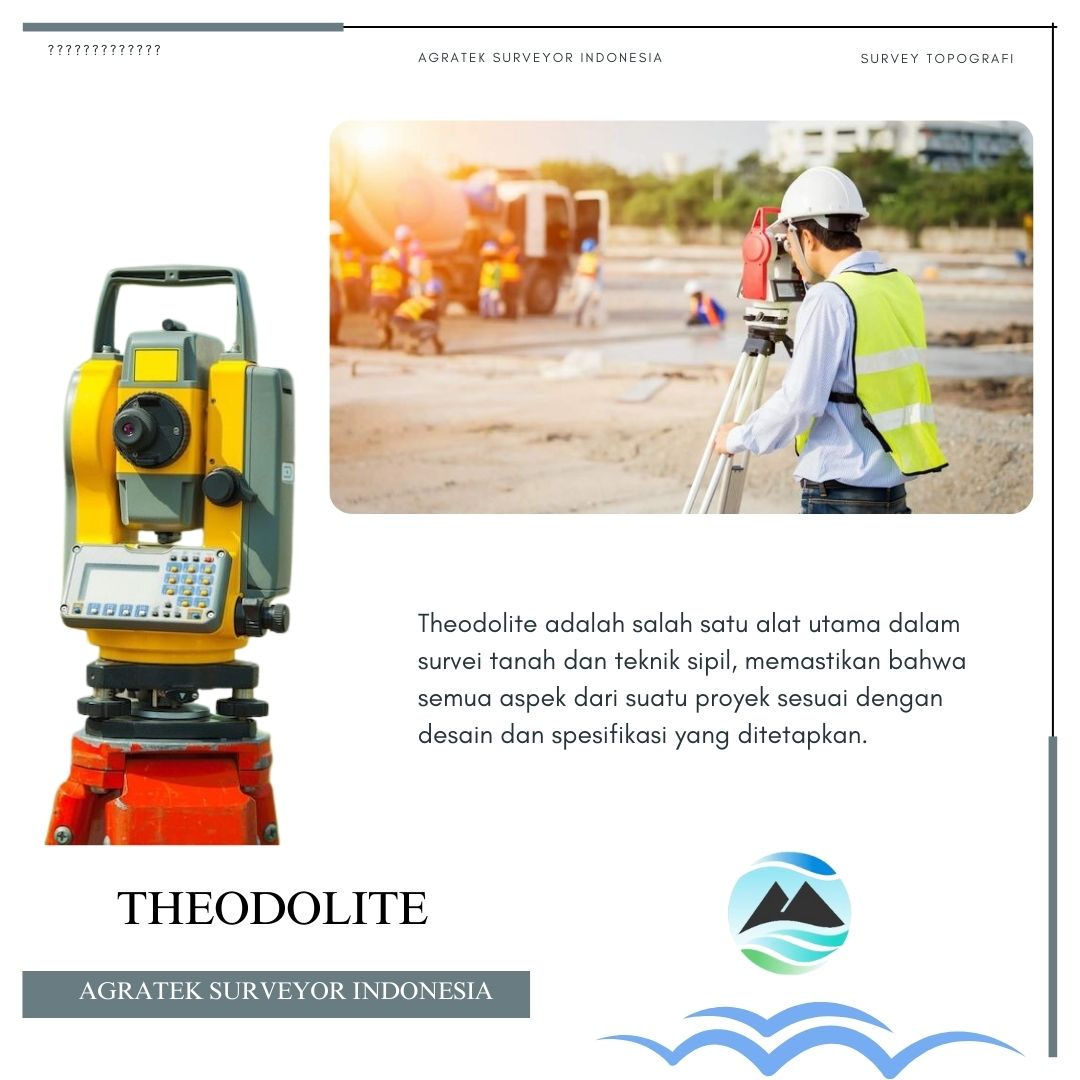 ?????????????
AGRATEK SURVEYOR INDONESIA
SURVEY TOPOGRAFI
Theodolite adalah salah satu alat utama dalam
survei tanah dan teknik sipil, memastikan bahwa
semua aspek dari suatu proyek sesuai dengan
desain dan spesifikasi yang ditetapkan.
THEODOLITE
AGRATEK SURVEYOR INDONESIA